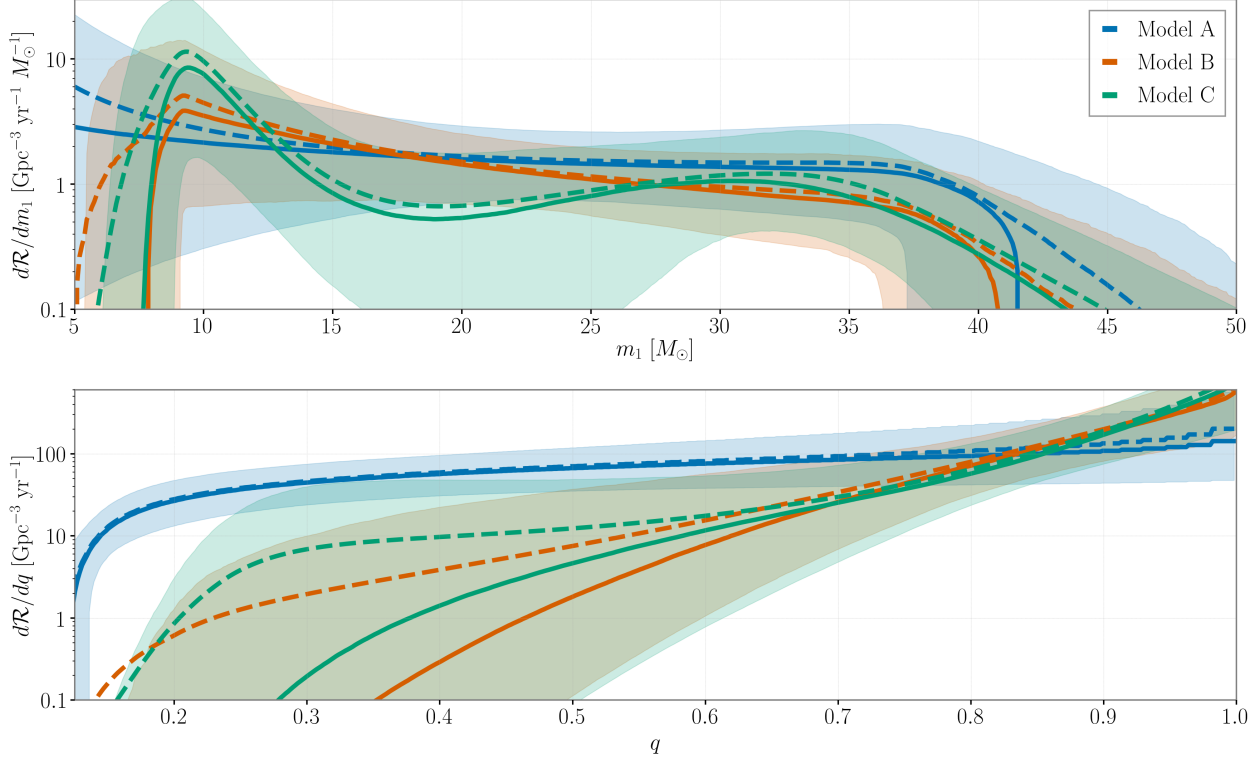 dℛ/dm₁ [Gpc⁻³ yr⁻¹ M⊙⁻¹]
10
1
0.1
Model A
Model B
Model C
5 10 15 20 25 30 35 40 45 50
m₁ [M⊙]
dℛ/dq [Gpc⁻³ yr⁻¹]
100
10
1
0.1
0.2 0.3 0.4 0.5 0.6 0.7 0.8 0.9 1.0
q